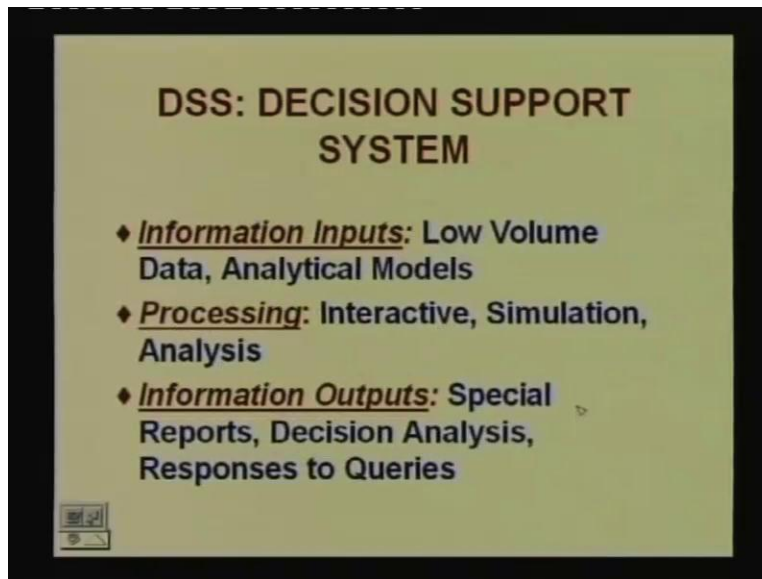 DSS: DECISION SUPPORT
SYSTEM
♦ Information Inputs: Low Volume
Data, Analytical Models
♦ Processing: Interactive, Simulation,
Analysis
♦ Information Outputs: Special
Reports, Decision Analysis,
Responses to Queries